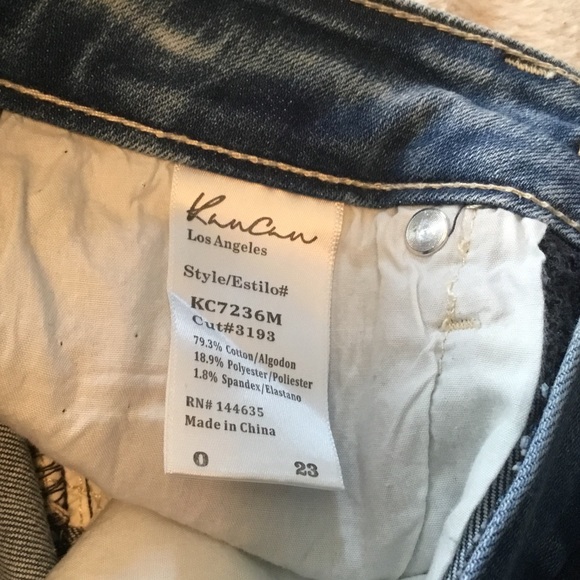 KanCan
Los Angeles
Style/Estilo#
KC7236M
Cut#3193
79.3% Cotton/Algodon
18.9% Polyester/Poliester
1.8% Spandex/Elastano
RN# 144635
Made in China
0 23